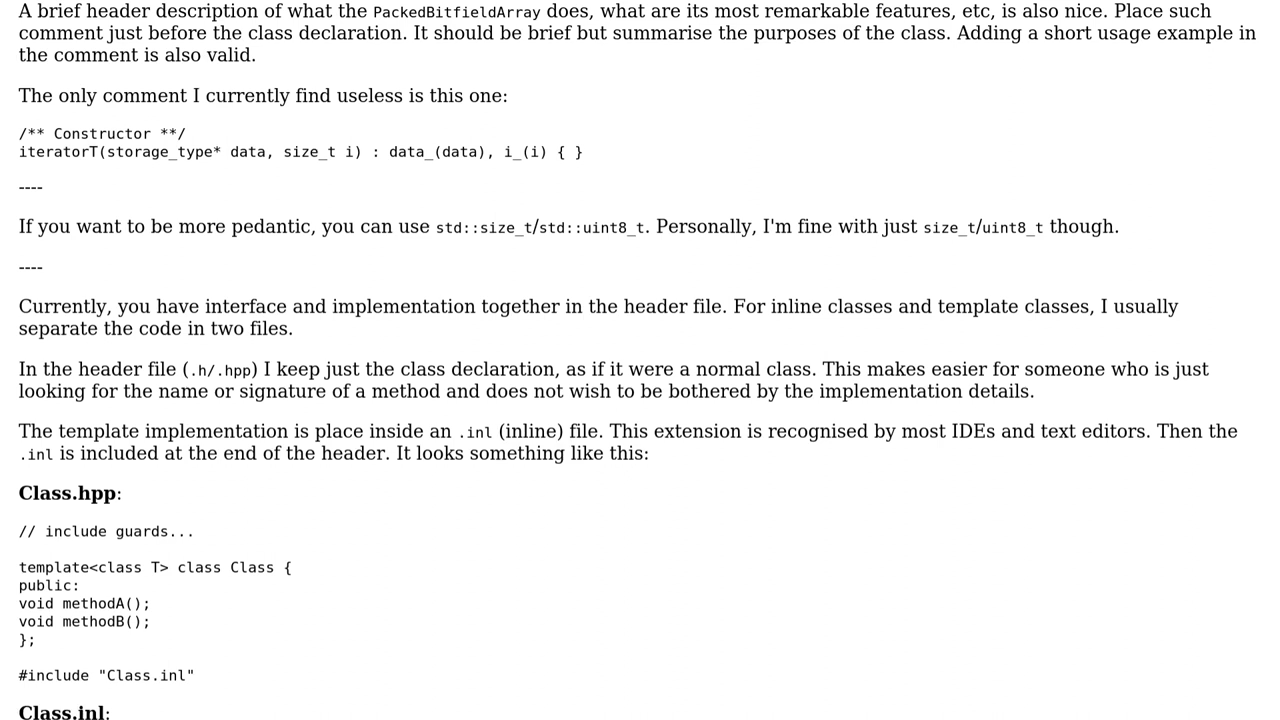 A brief header description of what the PackedBitfieldArray does, what are its most remarkable features, etc, is also nice. Place such
comment just before the class declaration. It should be brief but summarise the purposes of the class. Adding a short usage example in
the comment is also valid.
The only comment I currently find useless is this one:
/** Constructor **/
iteratorT(storage_type* data, size_t i) : data_(data), i_(i) { }
----
If you want to be more pedantic, you can use std::size_t/std::uint8_t. Personally, I'm fine with just size_t/uint8_t though.
----
Currently, you have interface and implementation together in the header file. For inline classes and template classes, I usually
separate the code in two files.
In the header file (.h/.hpp) I keep just the class declaration, as if it were a normal class. This makes easier for someone who is just
looking for the name or signature of a method and does not wish to be bothered by the implementation details.
The template implementation is place inside an .inl (inline) file. This extension is recognised by most IDEs and text editors. Then the
.inl is included at the end of the header. It looks something like this:
Class.hpp:
// include guards...
template<class T> class Class {
public:
void methodA();
void methodB();
};
#include "Class.inl"
Class.inl: